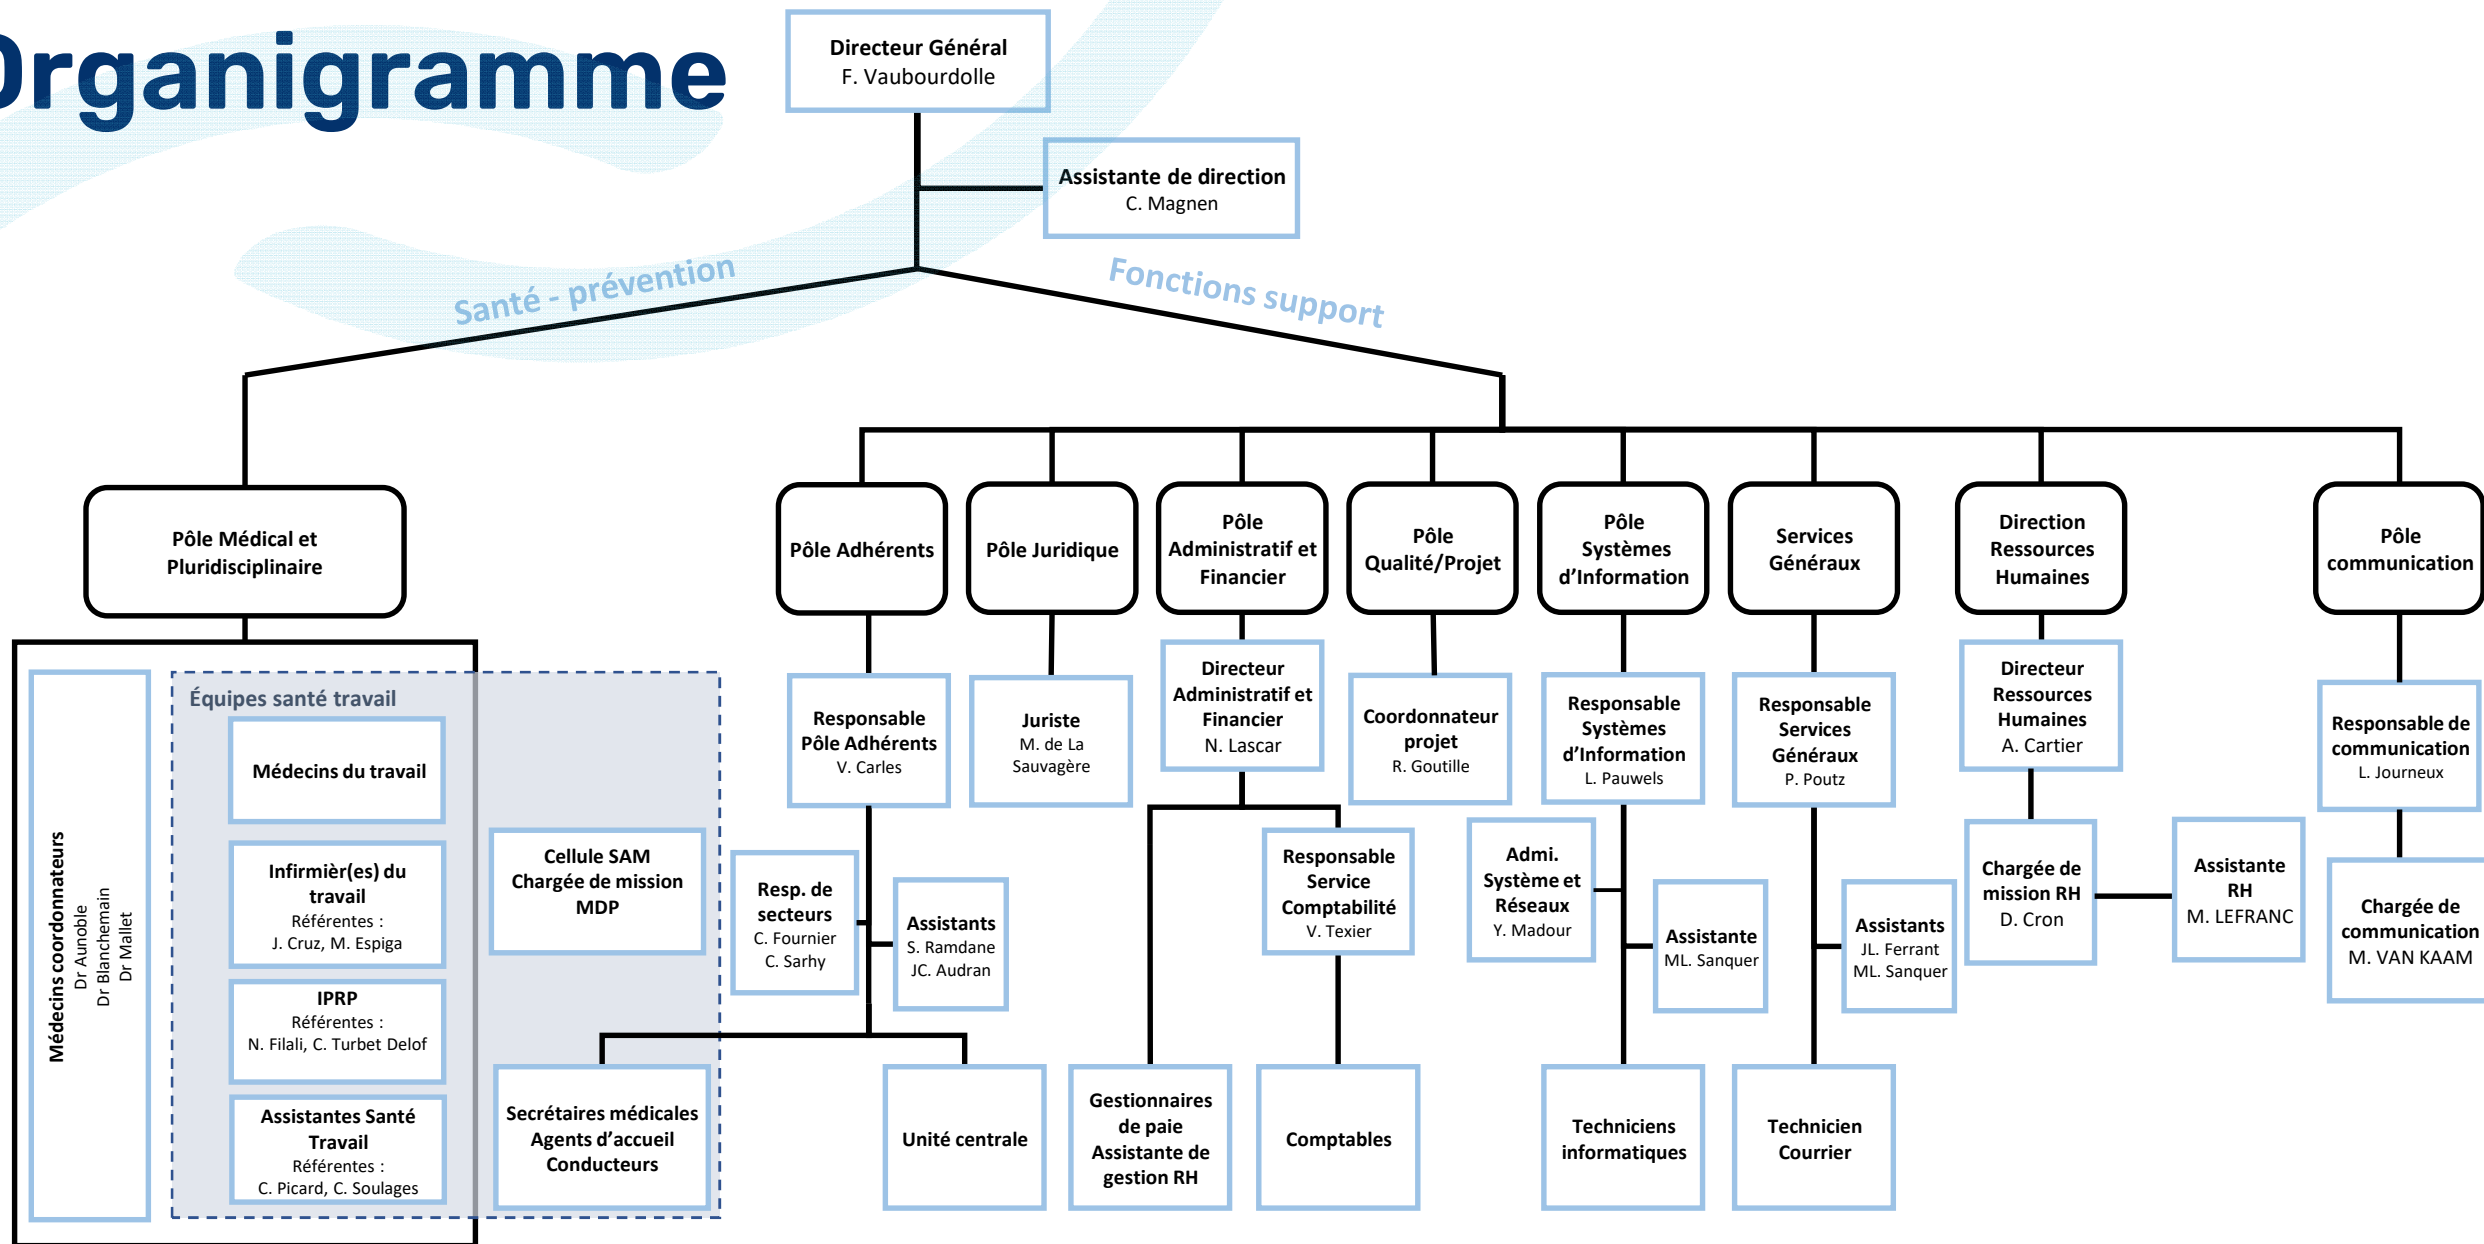 Organigramme
Directeur Général
F. Vaubourdolle
Assistante de direction
C. Magnen
Santé - prévention
Fonctions support
Pôle Médical et
Pluridisciplinaire
Pôle Adhérents
Pôle Juridique
Pôle
Administratif et
Financier
Pôle
Qualité/Projet
Pôle
Systèmes
d'Information
Services
Généraux
Direction
Ressources
Humaines
Pôle
communication
Médecins coordonnateurs
Dr Aunoble
Dr Blanchemain
Dr Mallet
Équipes santé travail
Médecins du travail
Infirmièr(es) du
travail
Référentes :
J. Cruz, M. Espiga
IPRP
Référentes :
N. Filali, C. Turbet Delof
Assistantes Santé
Travail
Référentes :
C. Picard, C. Soulages
Cellule SAM
Chargée de mission
MDP
Secrétaires médicales
Agents d'accueil
Conducteurs
Responsable
Pôle Adhérents
V. Carles
Resp. de
secteurs
C. Fournier
C. Sarhy
Assistants
S. Ramdane
JC. Audran
Unité centrale
Juriste
M. de La
Sauvagère
Directeur
Administratif et
Financier
N. Lascar
Responsable
Service
Comptabilité
V. Texier
Gestionnaires
de paie
Assistante de
gestion RH
Comptables
Coordonnateur
projet
R. Goutille
Responsable
Systèmes
d'Information
L. Pauwels
Admi.
Système et
Réseaux
Y. Madour
Assistante
ML. Sanquer
Techniciens
informatiques
Responsable
Services
Généraux
P. Poutz
Assistants
JL. Ferrant
ML. Sanquer
Technicien
Courrier
Directeur
Ressources
Humaines
A. Cartier
Chargée de
mission RH
D. Cron
Assistante
RH
M. LEFRANC
Responsable de
communication
L. Journeux
Chargée de
communication
M. VAN KAAM